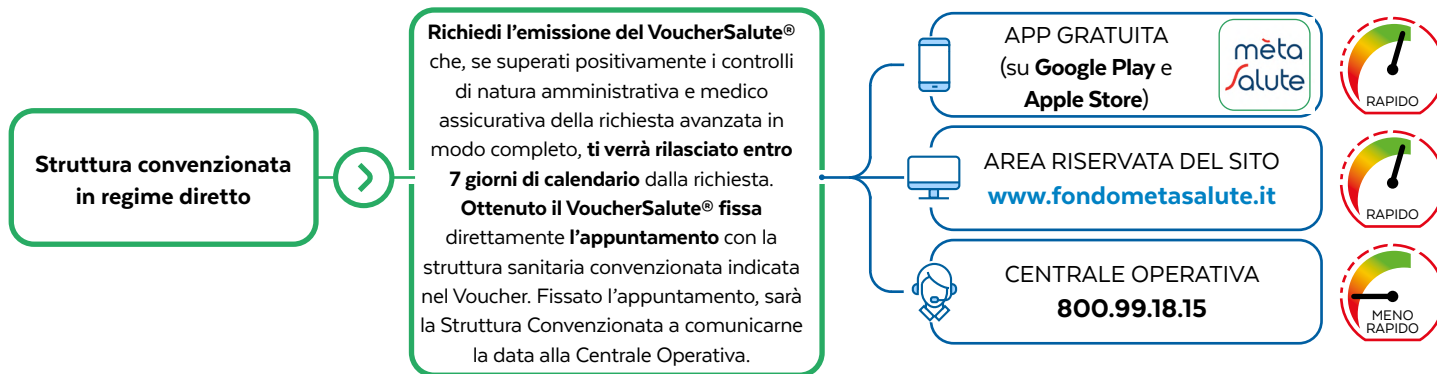 Struttura convenzionata
in regime diretto
Richiedi l’emissione del VoucherSalute®
che, se superati positivamente i controlli
di natura amministrativa e medico
assicurativa della richiesta avanzata in
modo completo, ti verrà rilasciato entro
7 giorni di calendario dalla richiesta.
Ottenuto il VoucherSalute® fissa
direttamente l’appuntamento con la
struttura sanitaria convenzionata indicata
nel Voucher. Fissato l’appuntamento, sarà
la Struttura Convenzionata a comunicarne
la data alla Centrale Operativa.
APP GRATUITA
(su Google Play e
Apple Store)
mèta
Salute
RAPIDO
AREA RISERVATA DEL SITO
www.fondometasalute.it
RAPIDO
CENTRALE OPERATIVA
800.99.18.15
MENO
RAPIDO